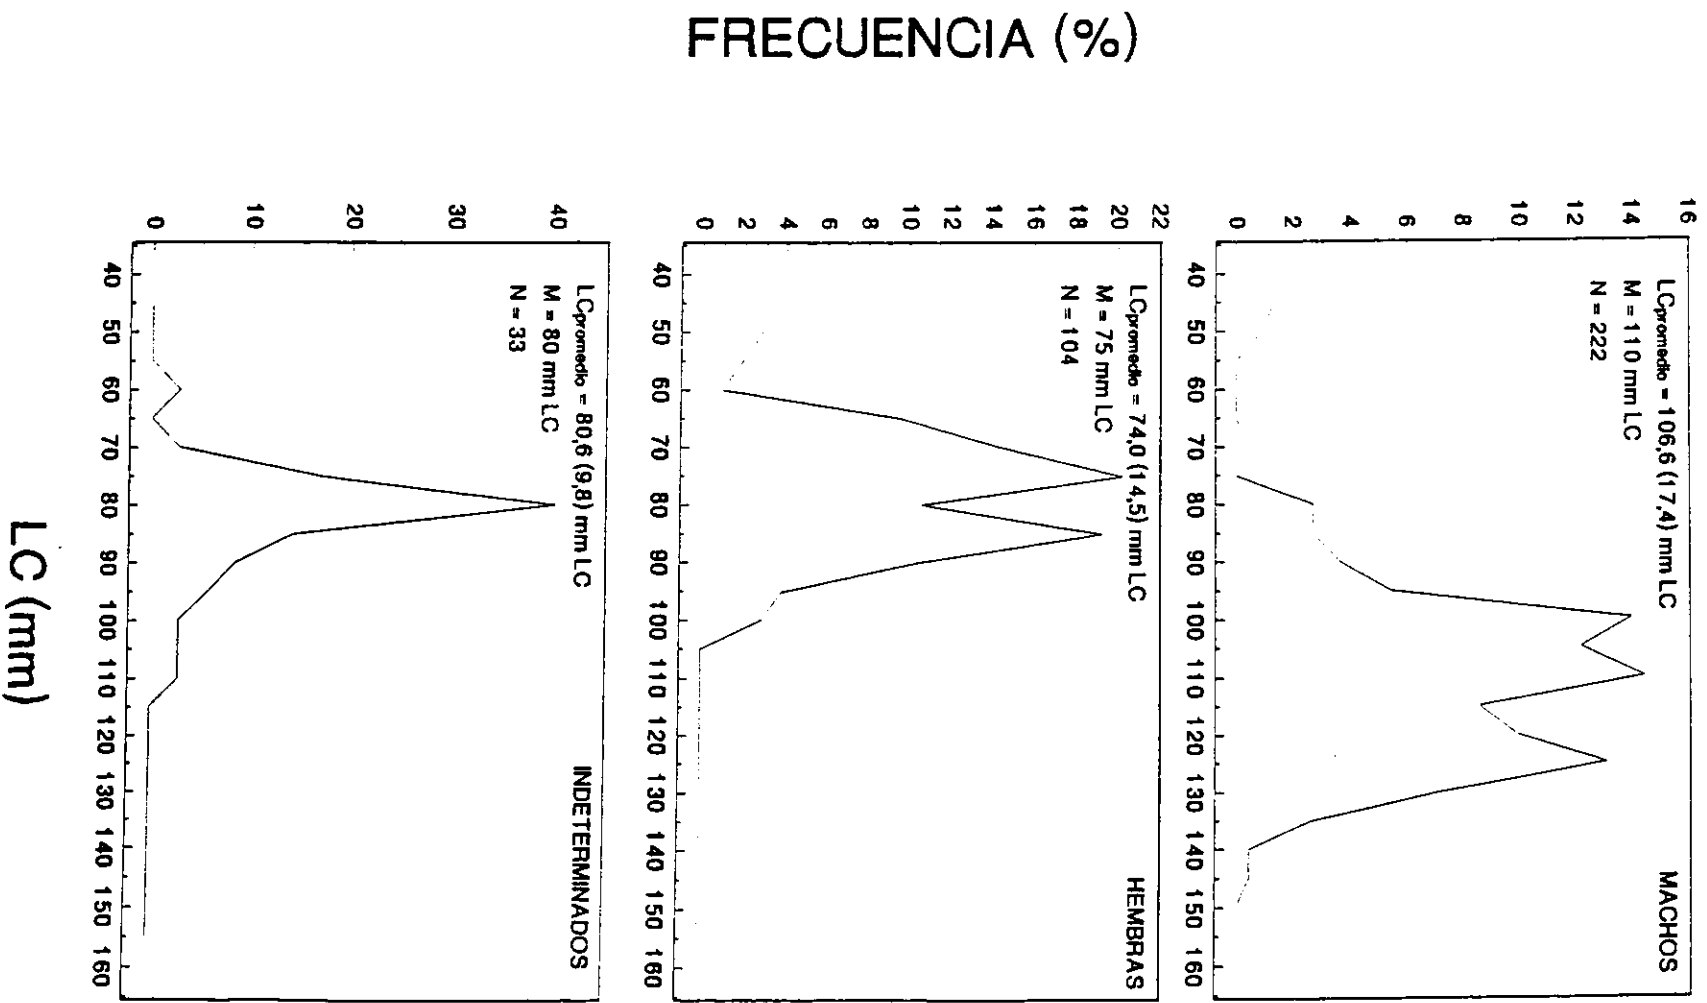 FRECUENCIA (%)
16
14
12
10
8
6
4
2
0
LCpromedio = 106,6 (17,4) mm LC
M = 110 mm LC
N = 222
MACHOS
40 50 60 70 80 90 100 110 120 130 140 150 160
22
20
18
16
14
12
10
8
6
4
2
0
LCpromedio = 74,0 (14,5) mm LC
M = 75 mm LC
N = 104
HEMBRAS
40 50 60 70 80 90 100 110 120 130 140 150 160
40
30
20
10
0
LCpromedio = 80,6 (9,8) mm LC
M = 80 mm LC
N = 33
INDETERMINADOS
40 50 60 70 80 90 100 110 120 130 140 150 160
LC (mm)